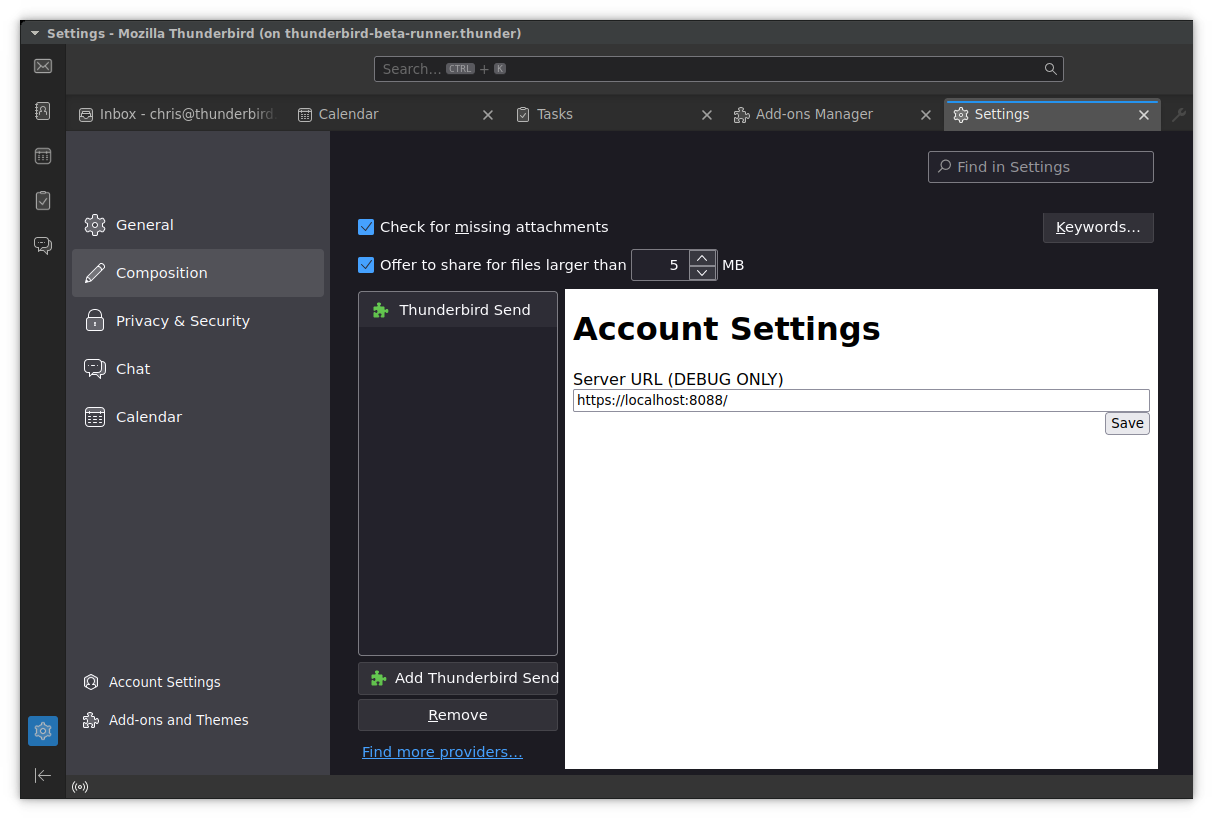 Settings - Mozilla Thunderbird (on thunderbird-beta-runner.thunder)
Search... CTRL + K
Inbox - chris@thunderbird
Calendar
Tasks
Add-ons Manager
Settings
Find in Settings
General
Composition
Privacy & Security
Chat
Calendar
Account Settings
Add-ons and Themes
Check for missing attachments
Keywords...
Offer to share for files larger than 5 MB
Thunderbird Send
Add Thunderbird Send
Remove
Find more providers...
Account Settings
Server URL (DEBUG ONLY)
https://localhost:8088/
Save